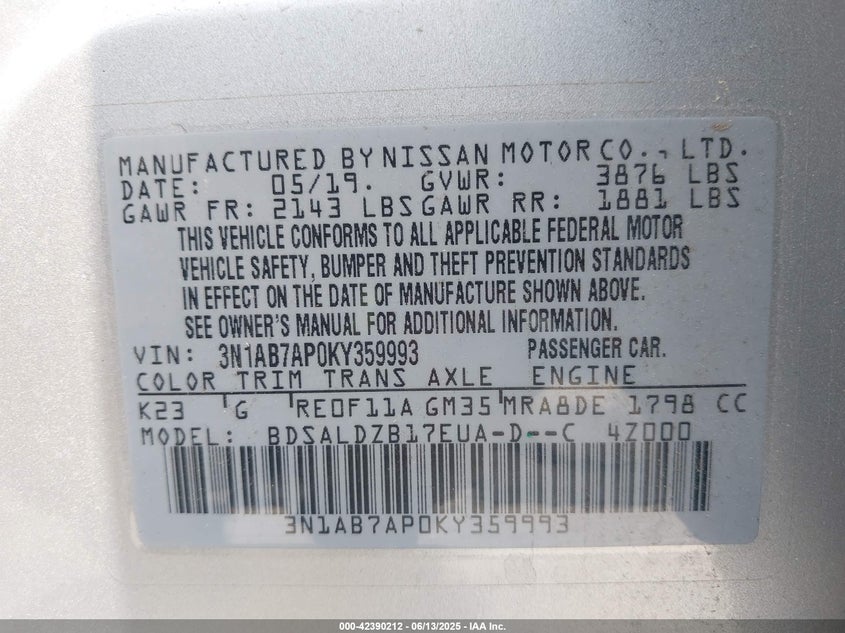 MANUFACTURED BY NISSAN MOTOR CO., LTD.
DATE: 05/19. GVWR: 3876 LBS
GAWR FR: 2143 LBS GAWR RR: 1881 LBS
THIS VEHICLE CONFORMS TO ALL APPLICABLE FEDERAL MOTOR
VEHICLE SAFETY, BUMPER AND THEFT PREVENTION STANDARDS
IN EFFECT ON THE DATE OF MANUFACTURE SHOWN ABOVE.
SEE OWNER'S MANUAL FOR ADDITIONAL INFORMATION.
VIN: 3N1AB7AP0KY359993 PASSENGER CAR.
COLOR TRIM TRANS AXLE ENGINE
K23 G RE0F11A GM35 MRA8DE 1798 CC
MODEL: BDSALDZB17EUA-D--C 4Z000
3N1AB7AP0KY359993
000-42390212 - 06/13/2025 - IAA Inc.